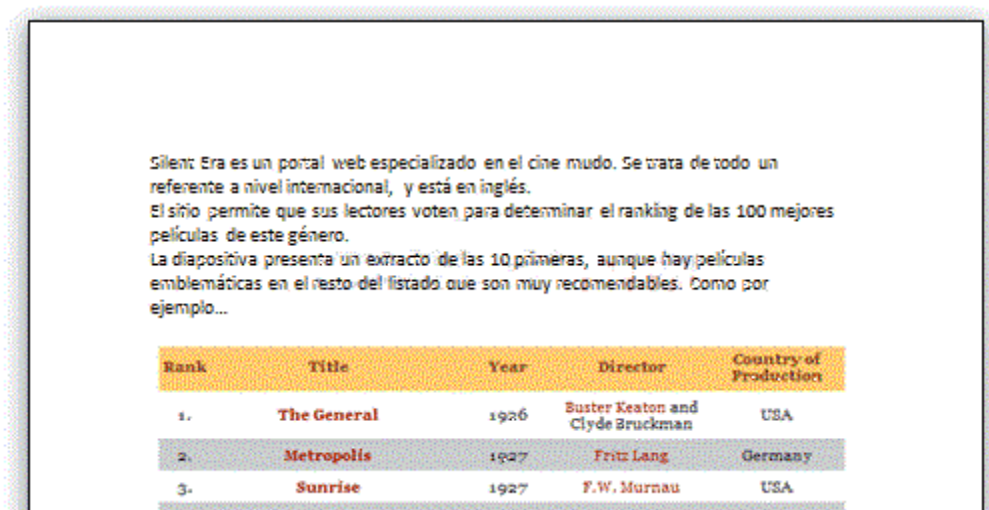 Silent Era es un portal web especializado en el cine mudo. Se trata de todo un
referente a nivel internacional, y está en inglés.
El sitio permite que sus lectores voten para determinar el ranking de las 100 mejores
películas de este género.
La diapositiva presenta un extracto de las 10 primeras, aunque hay películas
emblemáticas en el resto del listado que son muy recomendables. Como por
ejemplo...
Rank Title Year Director Country of Production
1. The General 1926 Buster Keaton and Clyde Bruckman USA
2. Metropolis 1927 Fritz Lang Germany
3. Sunrise 1927 F.W. Murnau USA